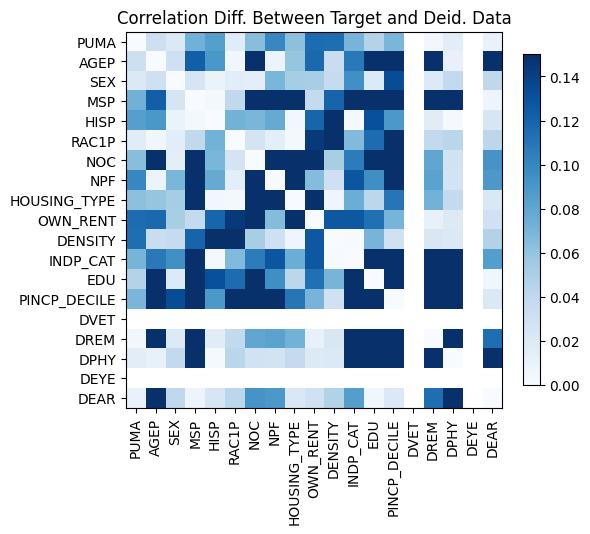 Correlation Diff. Between Target and Deid. Data
PUMA
AGEP
SEX
MSP
HISP
RAC1P
NOC
NPF
HOUSING_TYPE
OWN_RENT
DENSITY
INDP_CAT
EDU
PINCP_DECILE
DVET
DREM
DPHY
DEYE
DEAR
PUMA
AGEP
SEX
MSP
HISP
RAC1P
NOC
NPF
HOUSING_TYPE
OWN_RENT
DENSITY
INDP_CAT
EDU
PINCP_DECILE
DVET
DREM
DPHY
DEYE
DEAR
0.14
0.12
0.10
0.08
0.06
0.04
0.02
0.00